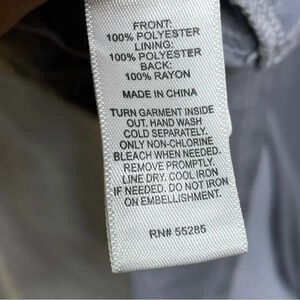 FRONT:
100% POLYESTER
LINING:
100% POLYESTER
BACK:
100% RAYON
MADE IN CHINA
TURN GARMENT INSIDE
OUT. HAND WASH
COLD SEPARATELY.
ONLY NON-CHLORINE
BLEACH WHEN NEEDED.
REMOVE PROMPTLY.
LINE DRY. COOL IRON
IF NEEDED. DO NOT IRON
ON EMBELLISHMENT.
RN# 55285